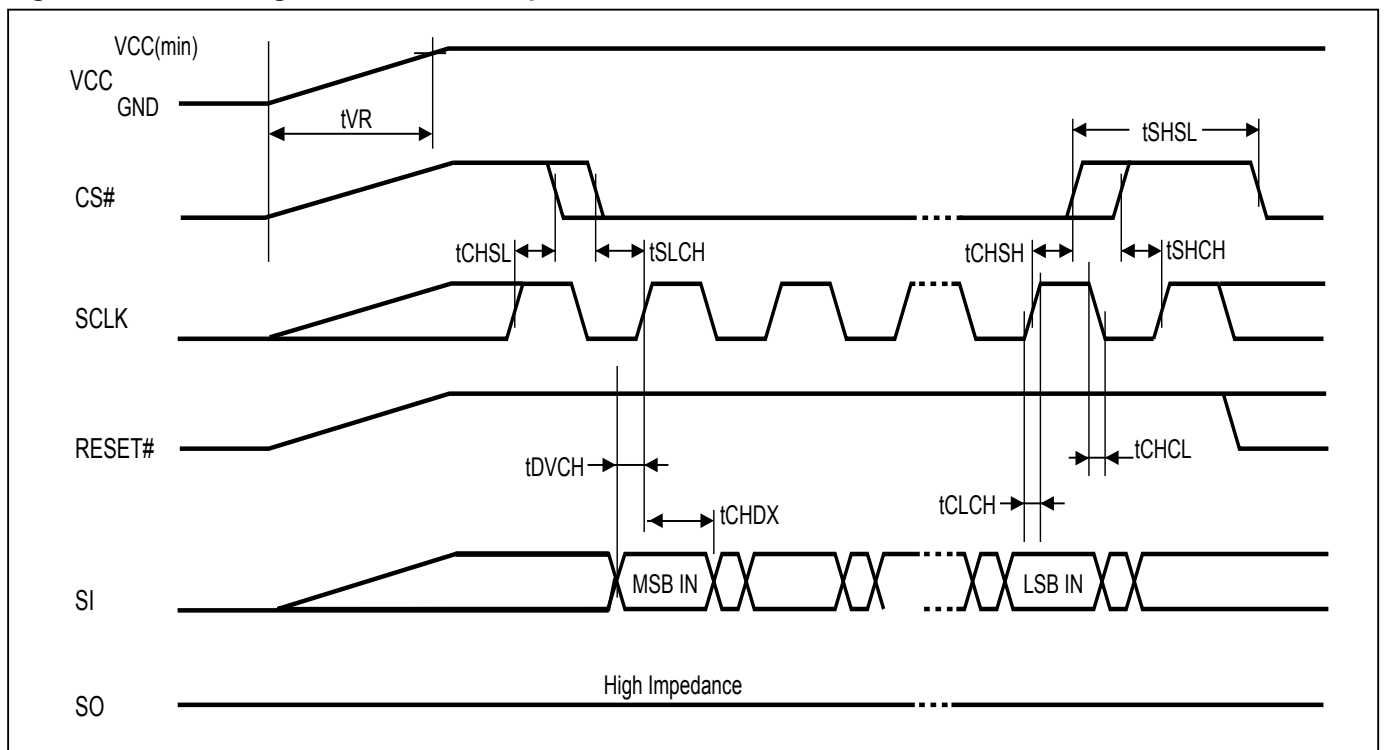 VCC(min)
VCC
GND
tVR
tSHSL
CS#
tCHSL
tSLCH
tCHSH
tSHCH
SCLK
RESET#
tDVCH
tCHCL
tCHDX
tCLCH
SI
MSB IN
LSB IN
High Impedance
SO